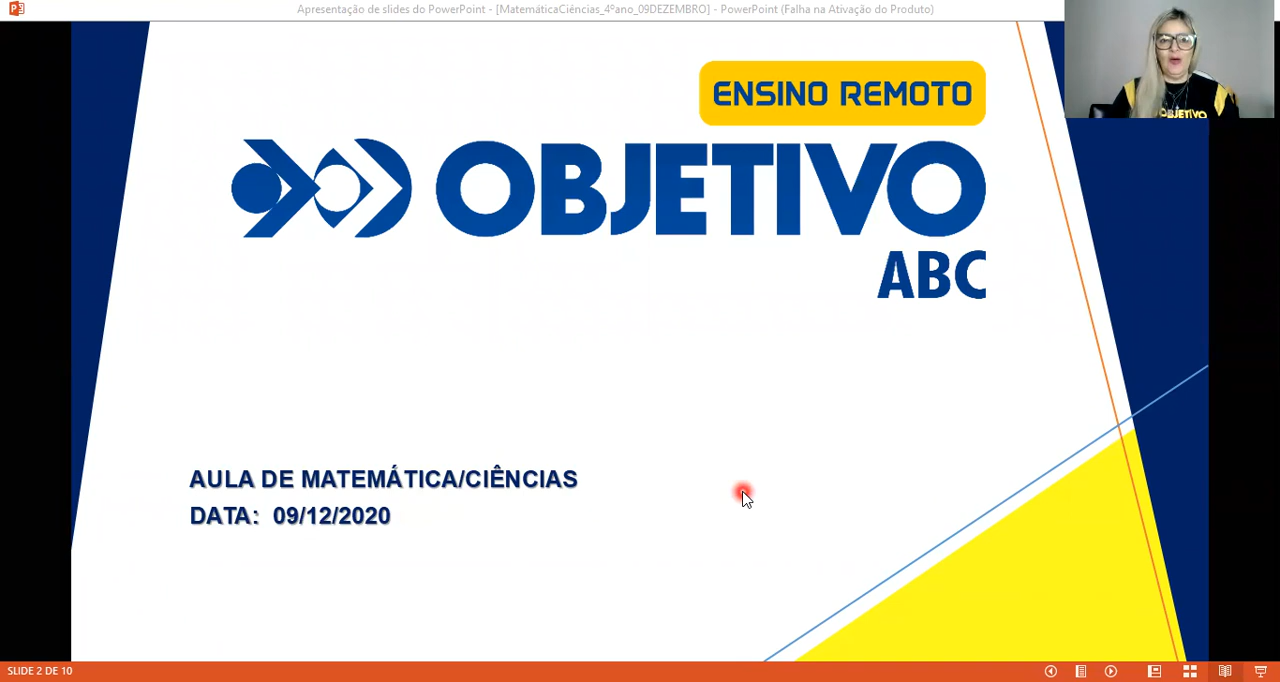 Apresentação de slides do PowerPoint - [MatemáticaCiências_4ºano_09DEZEMBRO] - PowerPoint (Falha na Ativação do Produto)
ENSINO REMOTO
OBJETIVO
ABC
OBJETIVO
AULA DE MATEMÁTICA/CIÊNCIAS
DATA: 09/12/2020
SLIDE 2 DE 10